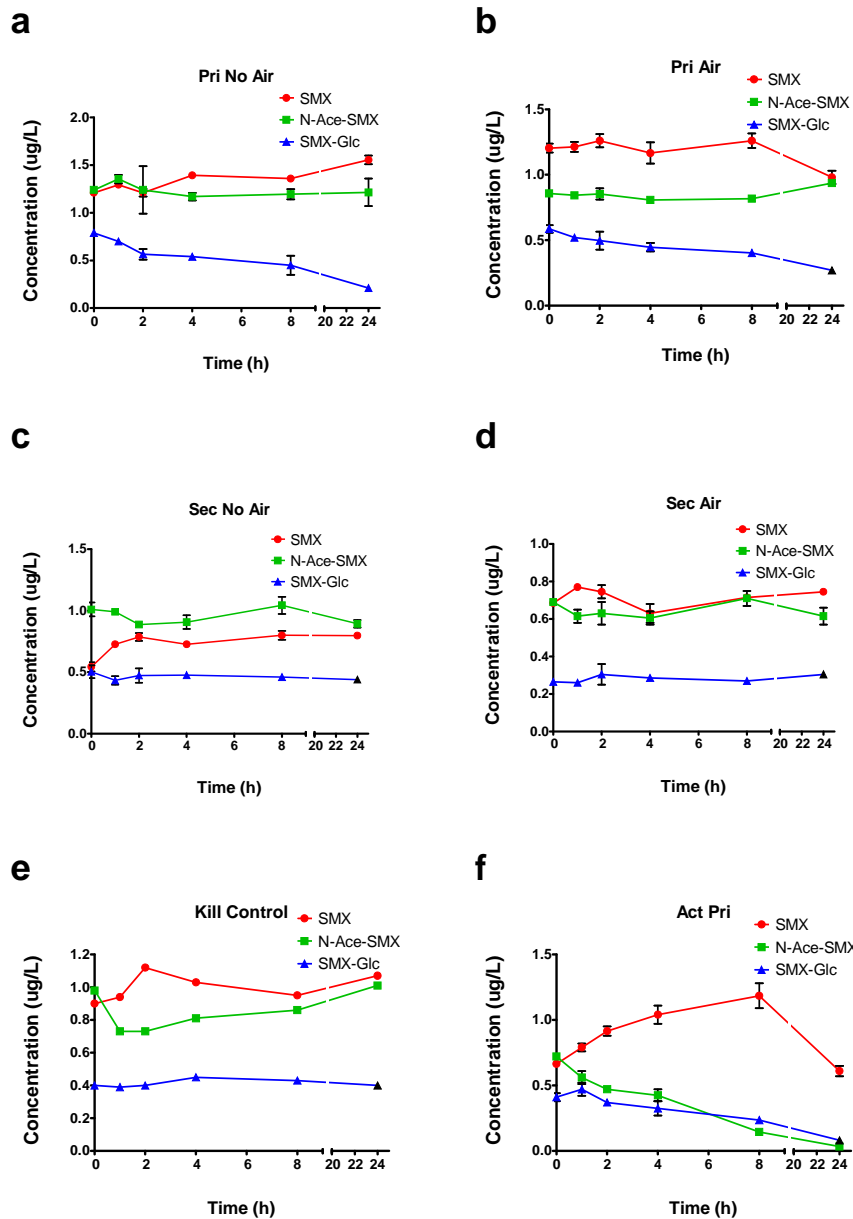 a
Pri No Air
SMX
N-Ace-SMX
SMX-Glc
2.0
1.5
1.0
0.5
0.0
Concentration (ug/L)
0 2 4 6 8 20 22 24
Time (h)
b
Pri Air
SMX
N-Ace-SMX
SMX-Glc
1.5
1.0
0.5
0.0
Concentration (ug/L)
0 2 4 6 8 20 22 24
Time (h)
c
Sec No Air
SMX
N-Ace-SMX
SMX-Glc
1.5
1.0
0.5
0.0
Concentration (ug/L)
0 2 4 6 8 20 22 24
Time (h)
d
Sec Air
SMX
N-Ace-SMX
SMX-Glc
1.0
0.8
0.6
0.4
0.2
0.0
Concentration (ug/L)
0 2 4 6 8 20 22 24
Time (h)
e
Kill Control
SMX
N-Ace-SMX
SMX-Glc
1.2
1.0
0.8
0.6
0.4
0.2
0.0
Concentration (ug/L)
0 2 4 6 8 20 22 24
Time (h)
f
Act Pri
SMX
N-Ace-SMX
SMX-Glc
1.5
1.0
0.5
0.0
Concentration (ug/L)
0 2 4 6 8 20 22 24
Time (h)